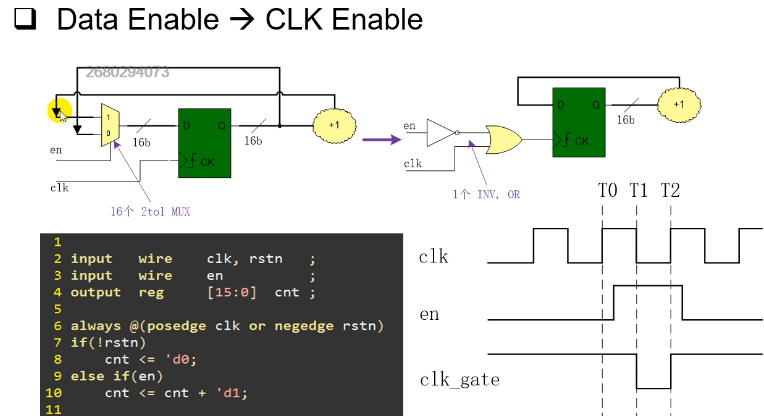 ❑ Data Enable → CLK Enable
2680294073
1
0
en
clk
16b
D Q
CK
16b
+1
16个 2to1 MUX
en
clk
D Q
CK
16b
+1
1个 INV, OR
1
2 input wire clk, rstn ;
3 input wire en ;
4 output reg [15:0] cnt ;
5
6 always @(posedge clk or negedge rstn)
7 if(!rstn)
8 cnt <= 'd0;
9 else if(en)
10 cnt <= cnt + 'd1;
11
T0 T1 T2
clk
en
clk_gate